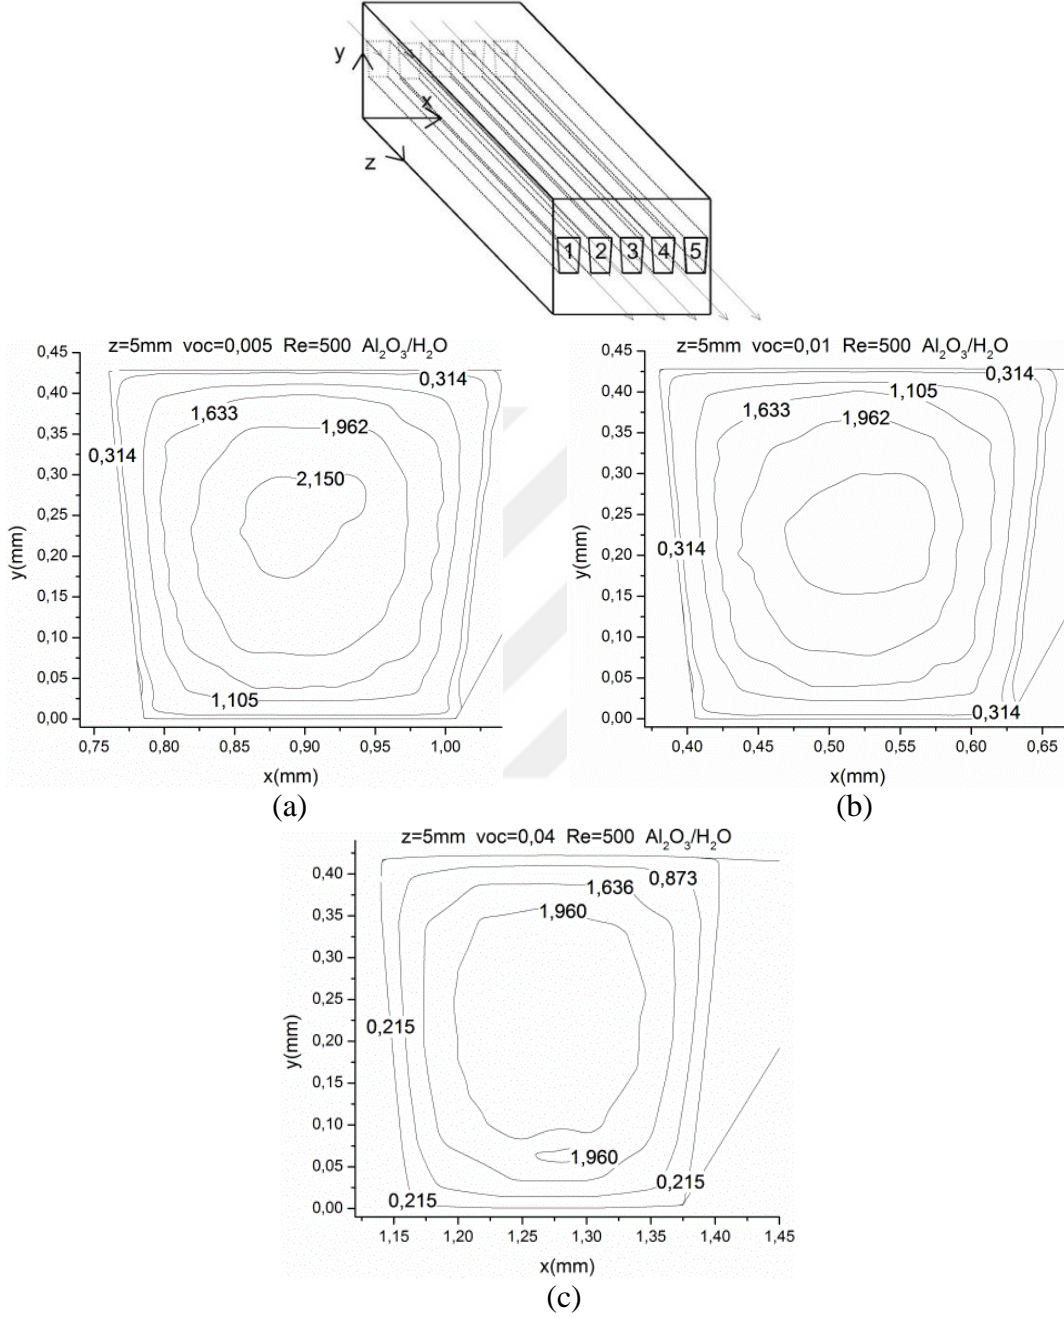 y
x
z
1 2 3 4 5
z=5mm voc=0,005 Re=500 Al₂O₃/H₂O
0,45
0,40
0,35
0,30
0,25
0,20
0,15
0,10
0,05
0,00
y(mm)
0,314
1,633
1,962
0,314
2,150
1,105
0,75 0,80 0,85 0,90 0,95 1,00
x(mm)
(a)
z=5mm voc=0,01 Re=500 Al₂O₃/H₂O
0,45
0,40
0,35
0,30
0,25
0,20
0,15
0,10
0,05
0,00
y(mm)
0,314
1,105
1,633
1,962
0,314
0,314
0,40 0,45 0,50 0,55 0,60 0,65
x(mm)
(b)
z=5mm voc=0,04 Re=500 Al₂O₃/H₂O
0,40
0,35
0,30
0,25
0,20
0,15
0,10
0,05
0,00
y(mm)
0,873
1,636
1,960
0,215
1,960
0,215
0,215
1,15 1,20 1,25 1,30 1,35 1,40 1,45
x(mm)
(c)